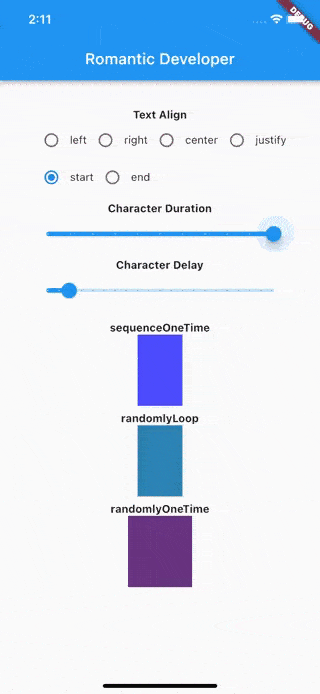 2:11
DEBUG
Romantic Developer
Text Align
left right center justify
start end
Character Duration
Character Delay
sequenceOneTime
randomlyLoop
randomlyOneTime